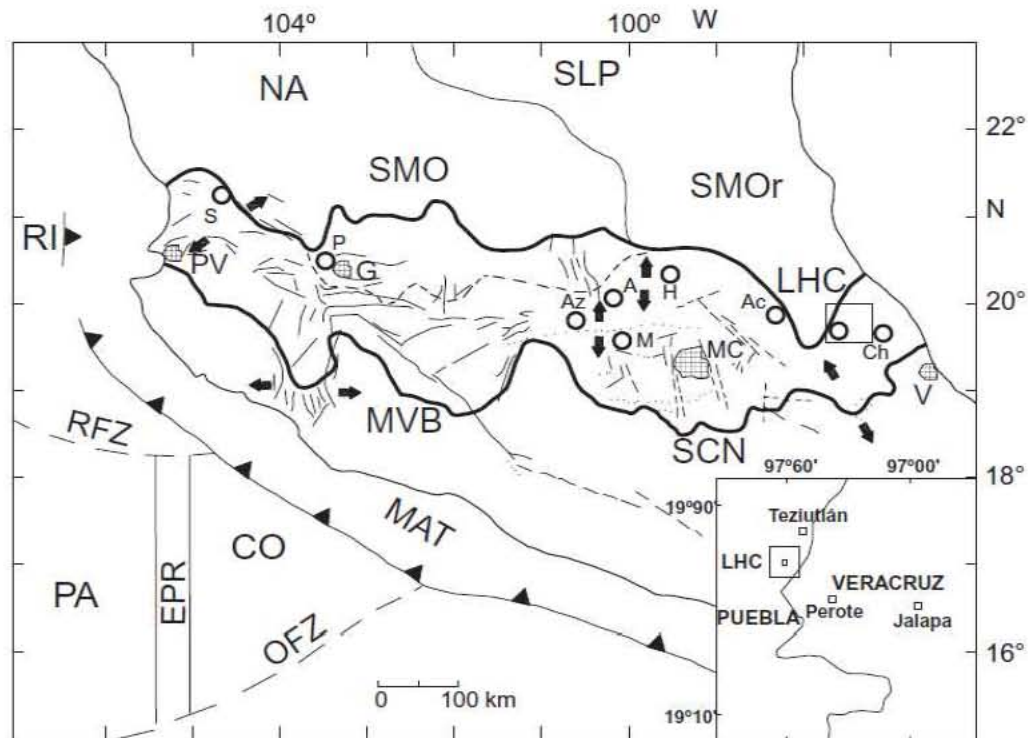 104° 100° W
NA
SLP
22°
SMO
SMOr
S
N
RI
PV
P
G
LHC
Az
A
H
Ac
20°
M
MC
Ch
V
MVB
SCN
RFZ
18°
MAT
CO
PA
EPR
OFZ
16°
0 100 km
97°60' 97°00'
19°90'
Teziutlán
LHC
VERACRUZ
PUEBLA
Perote
Jalapa
19°10'